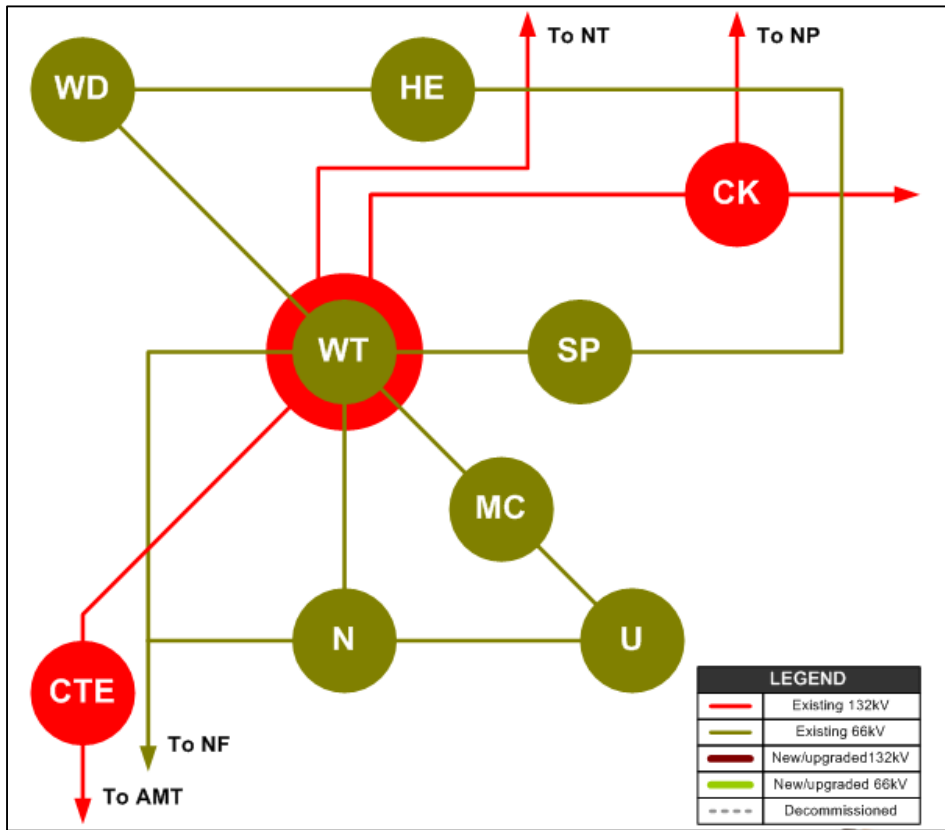 To NT
To NP
WD
HE
CK
WT
SP
MC
N
U
CTE
To NF
To AMT
LEGEND
Existing 132kV
Existing 66kV
New/upgraded132kV
New/upgraded 66kV
Decommissioned